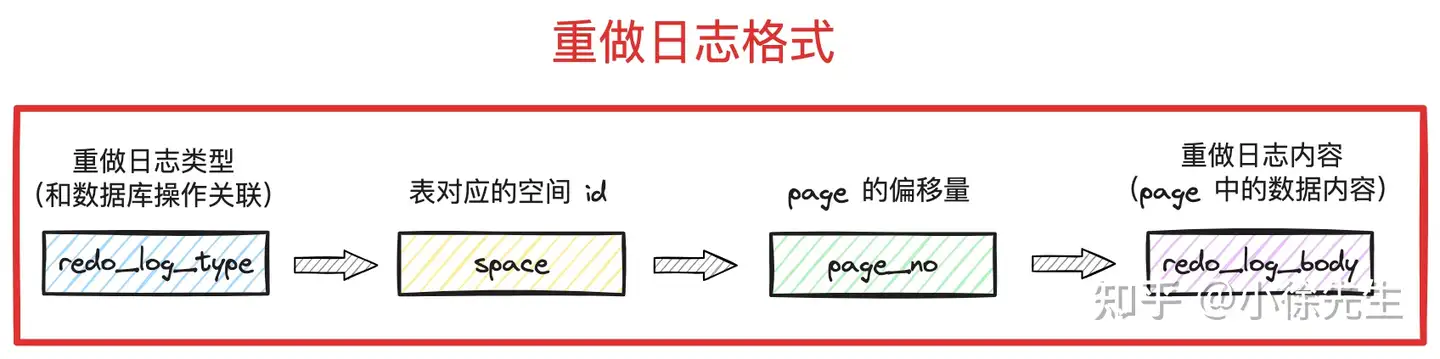 重做日志格式
重做日志类型
(和数据库操作关联)
表对应的空间 id
page 的偏移量
重做日志内容
(page 中的数据内容)
redo_log_type
space
page_no
redo_log_body
知乎 @小徐先生